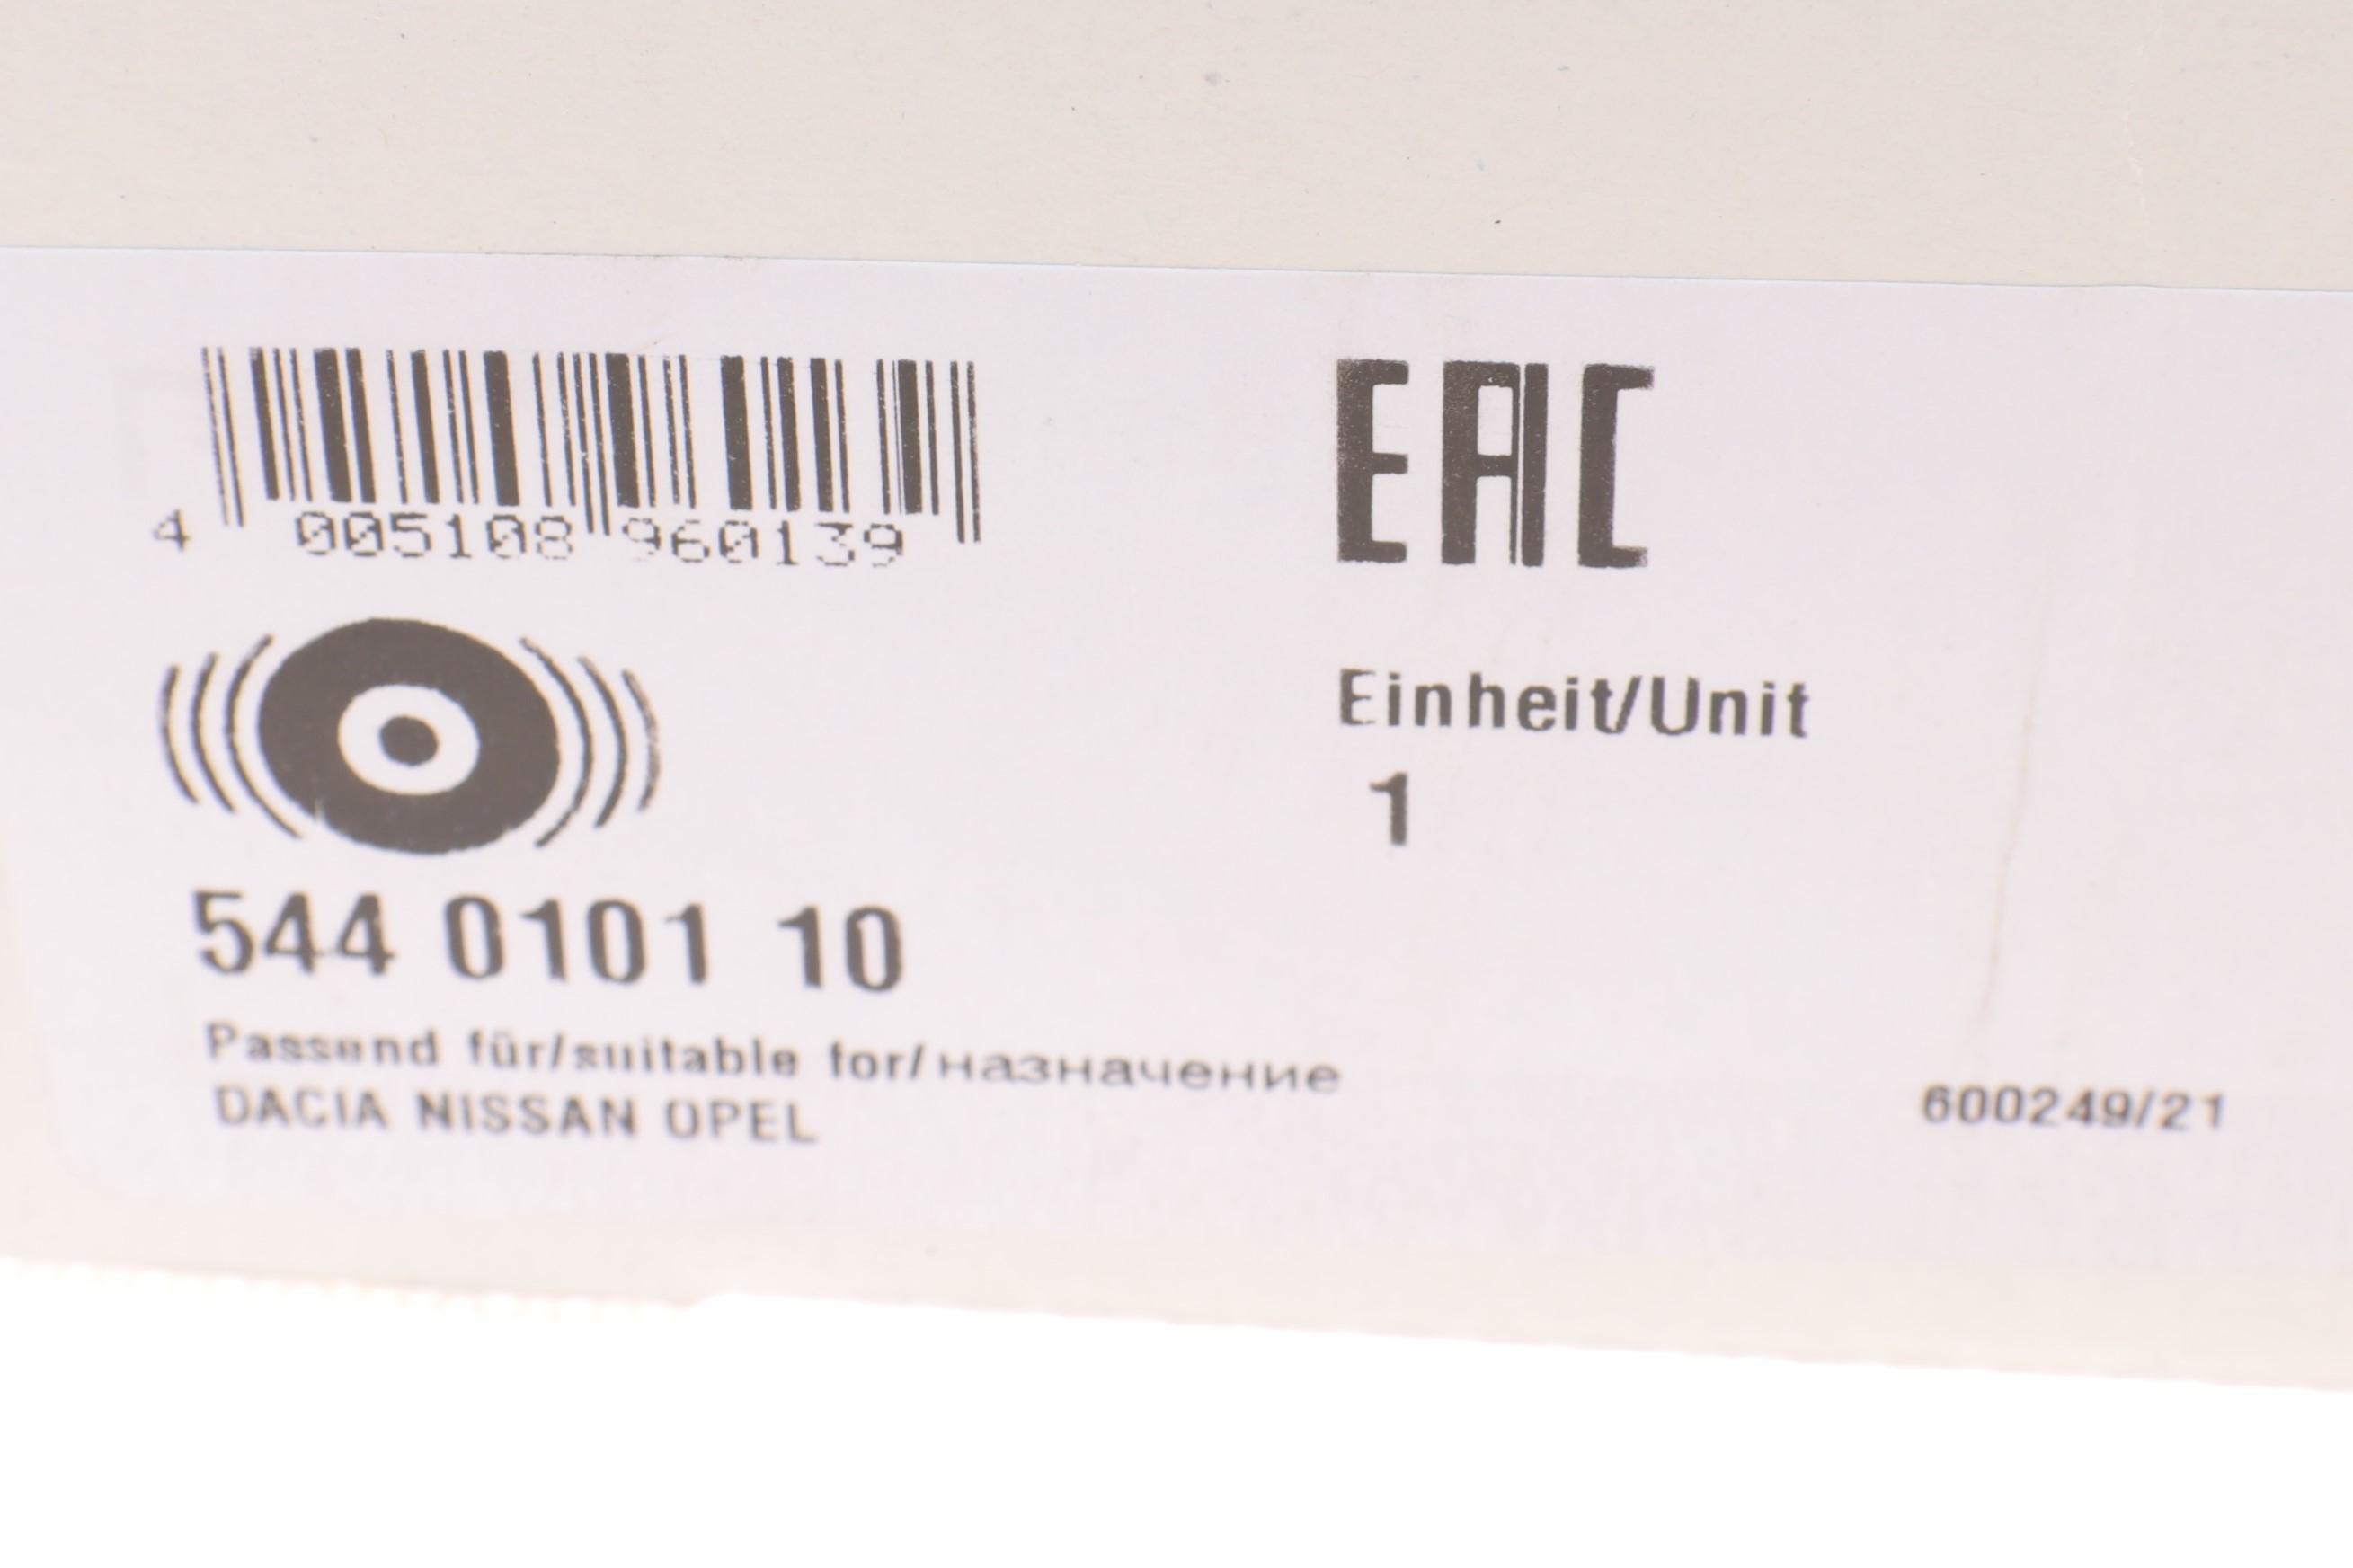 4 005108 960139
EAC
Einheit/Unit
1
544 0101 10
Passend für/suitable for/назначение
DACIA NISSAN OPEL
600249/21